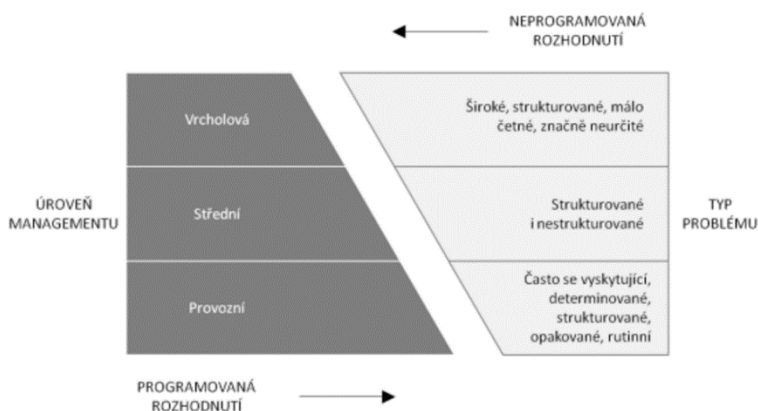 NEPROGRAMOVANÁ
ROZHODNUTÍ
Vrcholová
Široké, strukturované, málo
četné, značně neurčité
ÚROVEŇ
MANAGEMENTU
Střední
Strukturované
i nestrukturované
TYP
PROBLÉMU
Provozní
Často se vyskytující,
determinované,
strukturované,
opakované, rutinní
PROGRAMOVANÁ
ROZHODNUTÍ